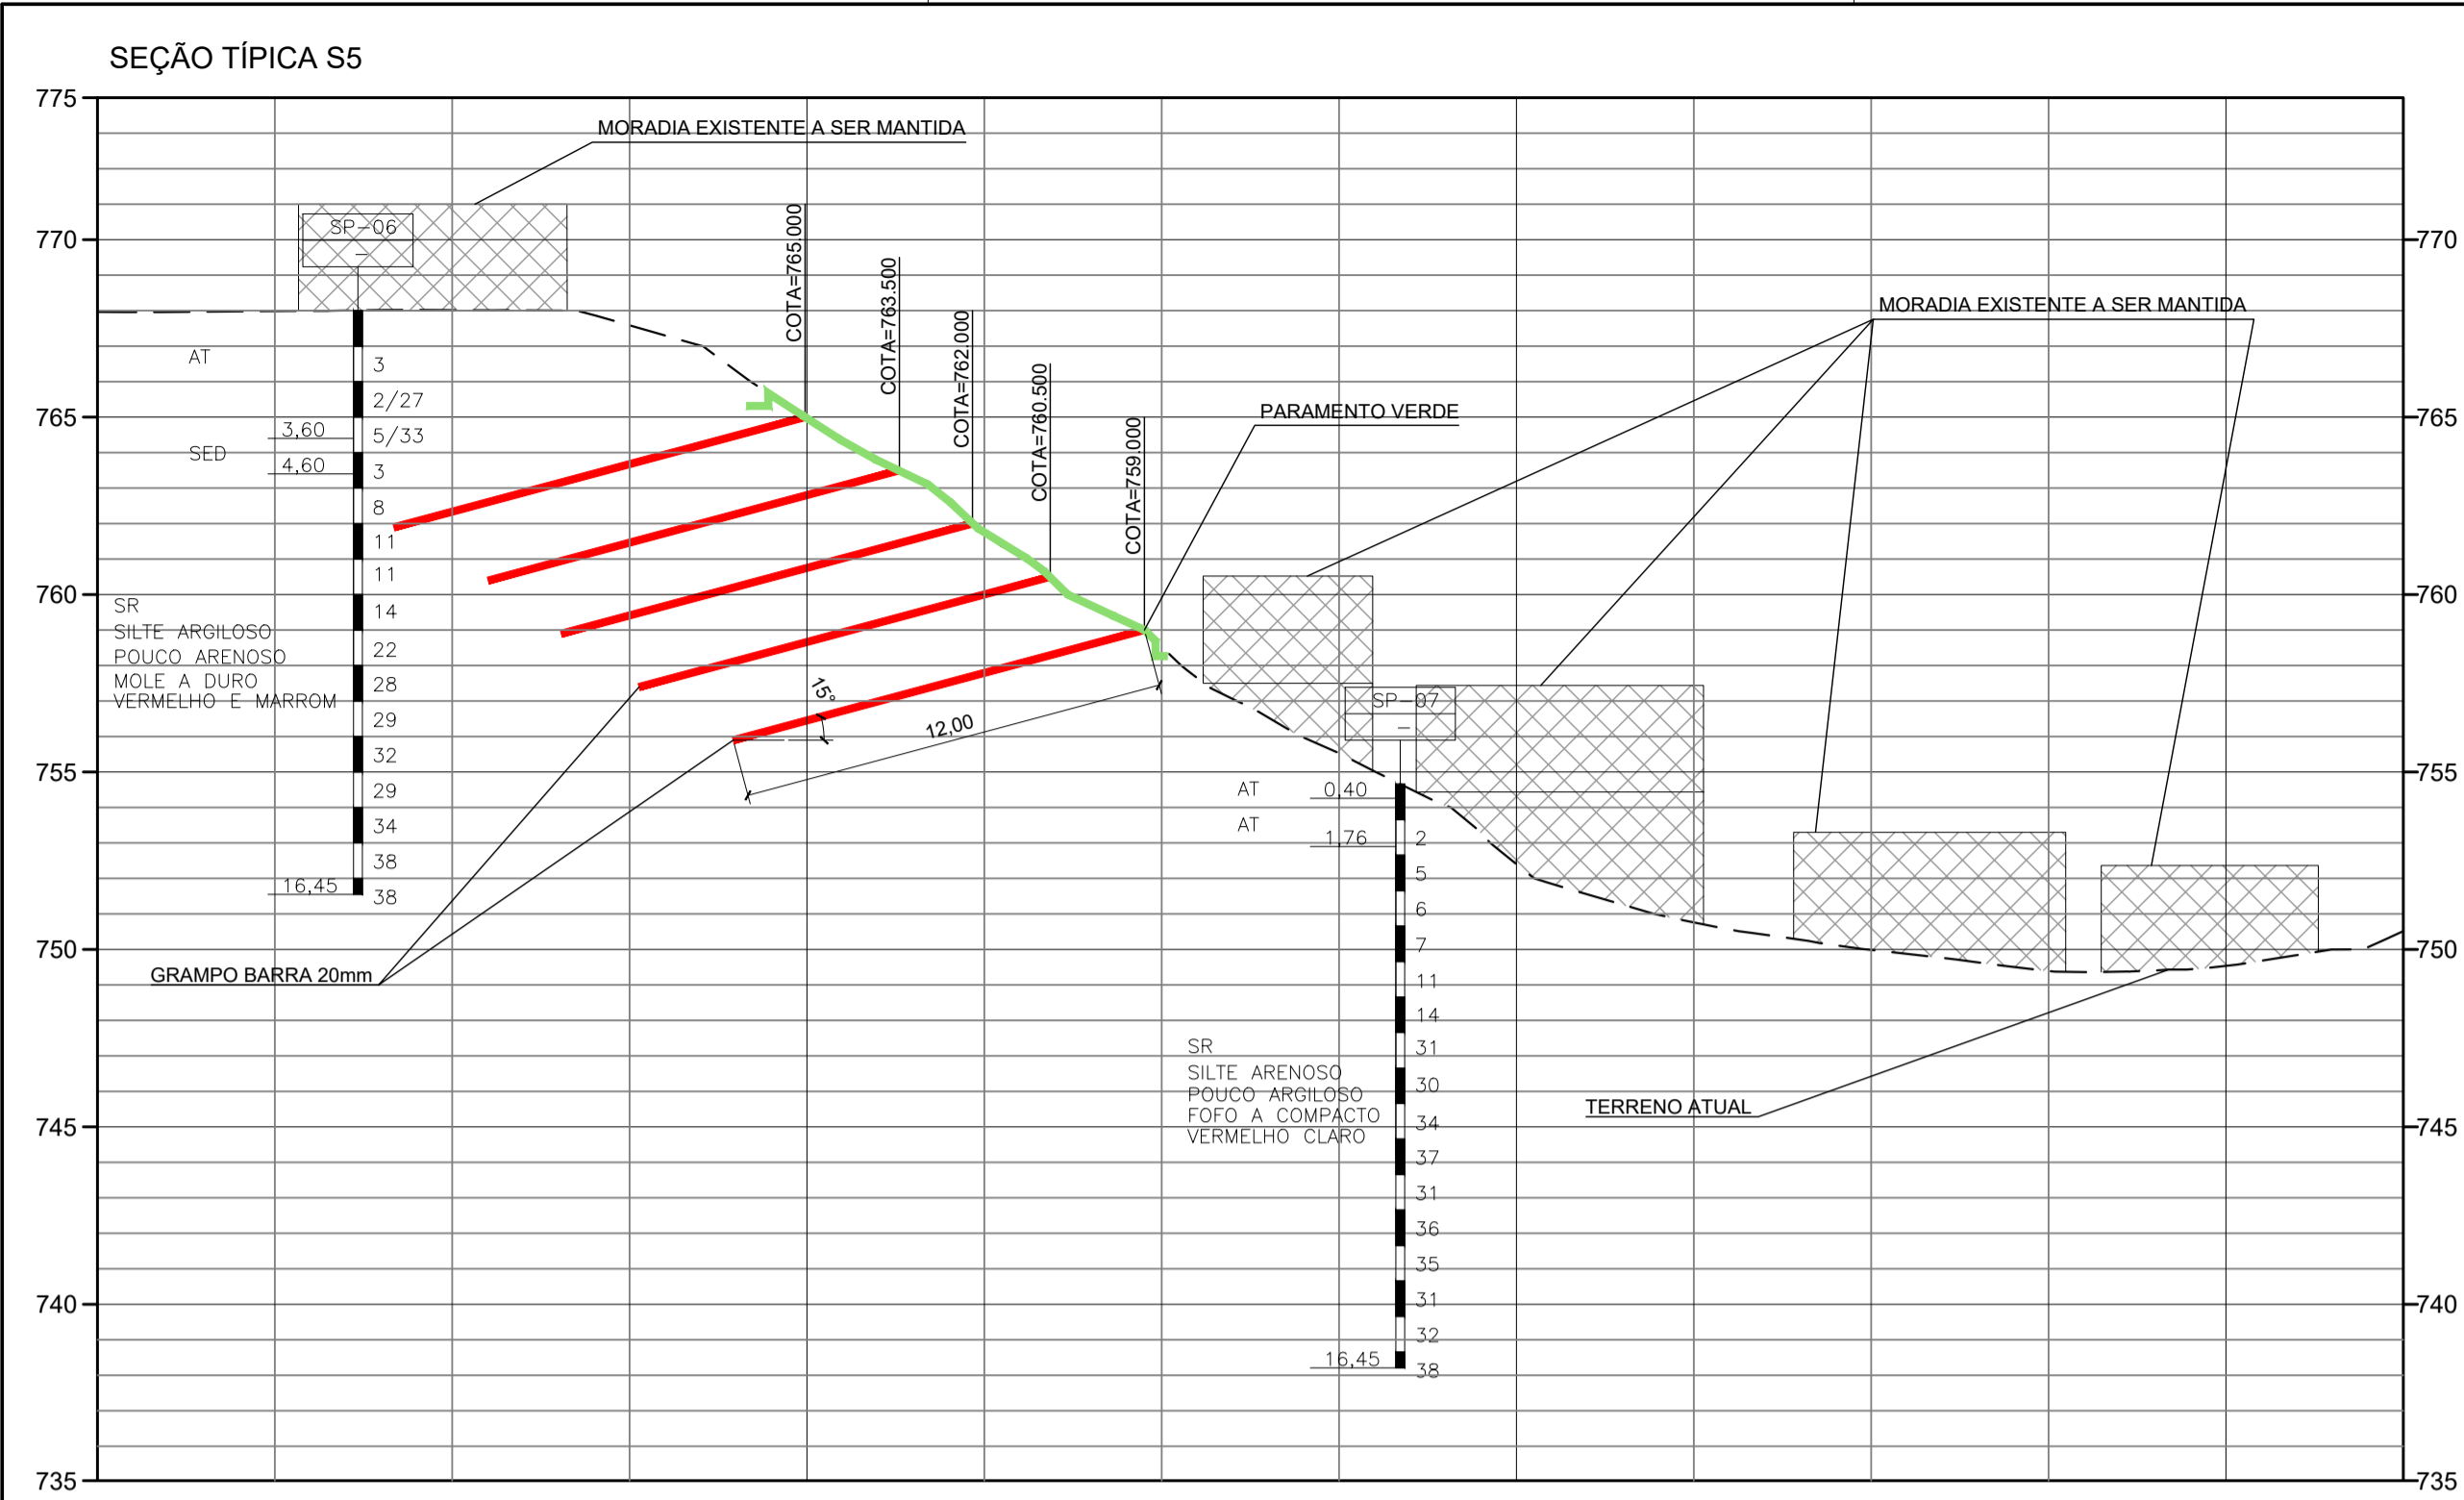 SEÇÃO TÍPICA S5
775
MORADIA EXISTENTE A SER MANTIDA
770
770
SP-06
-
COTA=765.000
COTA=763.500
COTA=762.000
COTA=760.500
COTA=759.000
MORADIA EXISTENTE A SER MANTIDA
AT
3
2/27
765
765
PARAMENTO VERDE
3,60
5/33
SED
4,60
3
8
11
11
760
760
SR
14
SILTE ARGILOSO
POUCO ARENOSO
22
MOLE A DURO
28
VERMELHO E MARROM
29
32
29
34
38
16,45
38
15°
12,00
SP-07
-
755
755
AT
0,40
AT
1,76
2
5
6
7
11
14
31
30
34
37
31
36
35
31
32
16,45
38
750
750
GRAMPO BARRA 20mm
SR
SILTE ARENOSO
POUCO ARGILOSO
FOFO A COMPACTO
VERMELHO CLARO
TERRENO ATUAL
745
745
740
740
735
735